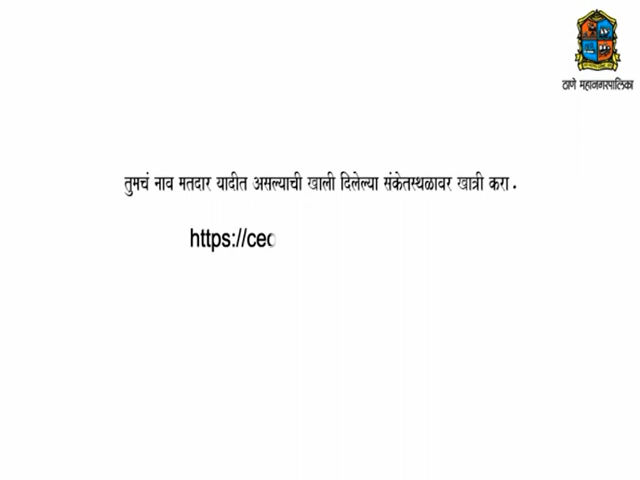 ठाणे महानगरपालिका
तुमचं नाव मतदार यादीत असल्याची खाली दिलेल्या संकेतस्थळावर खात्री करा .
https://ceo